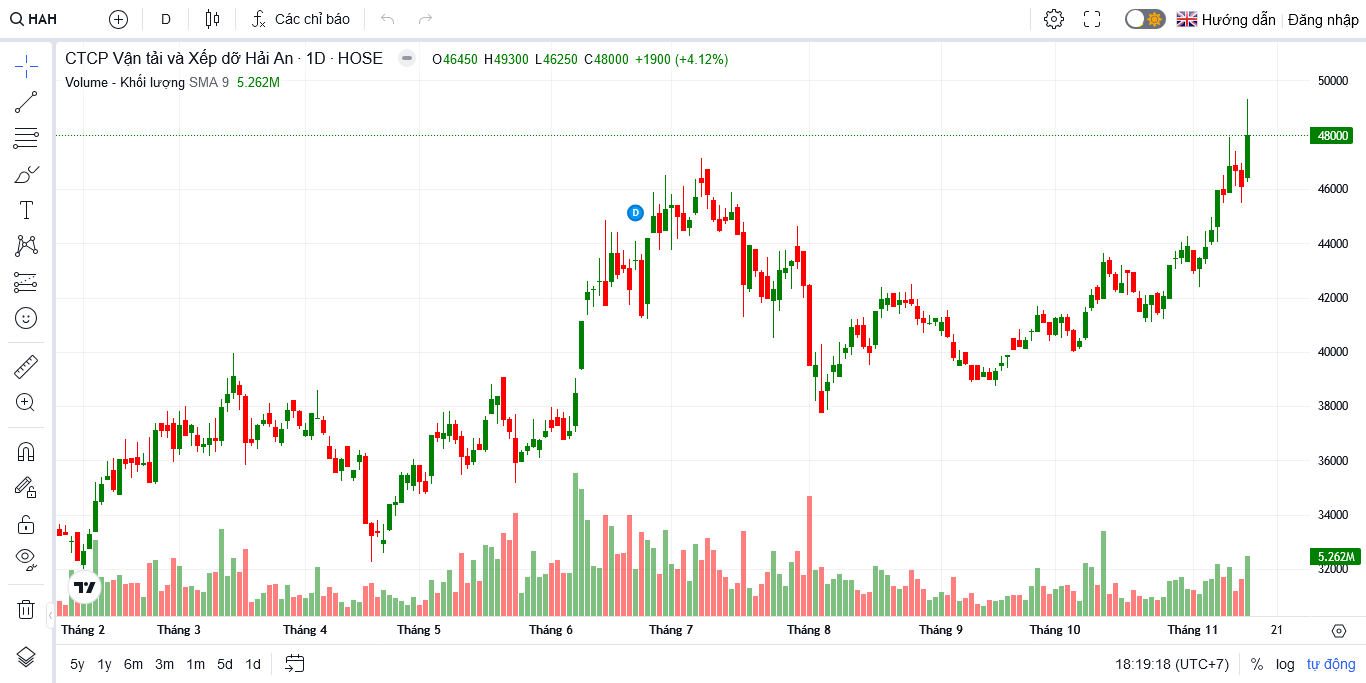 HAH D Các chỉ báo Hướng dẫn Đăng nhập
CTCP Vận tải và Xếp dỡ Hải An · 1D · HOSE O46450 H49300 L46250 C48000 +1900 (+4.12%)
Volume - Khối lượng SMA 9 5.262M
50000
48000
46000
44000
42000
40000
38000
36000
34000
5.262M
32000
D
Tháng 2 Tháng 3 Tháng 4 Tháng 5 Tháng 6 Tháng 7 Tháng 8 Tháng 9 Tháng 10 Tháng 11 21
5y 1y 6m 3m 1m 5d 1d 18:19:18 (UTC+7) % log tự động